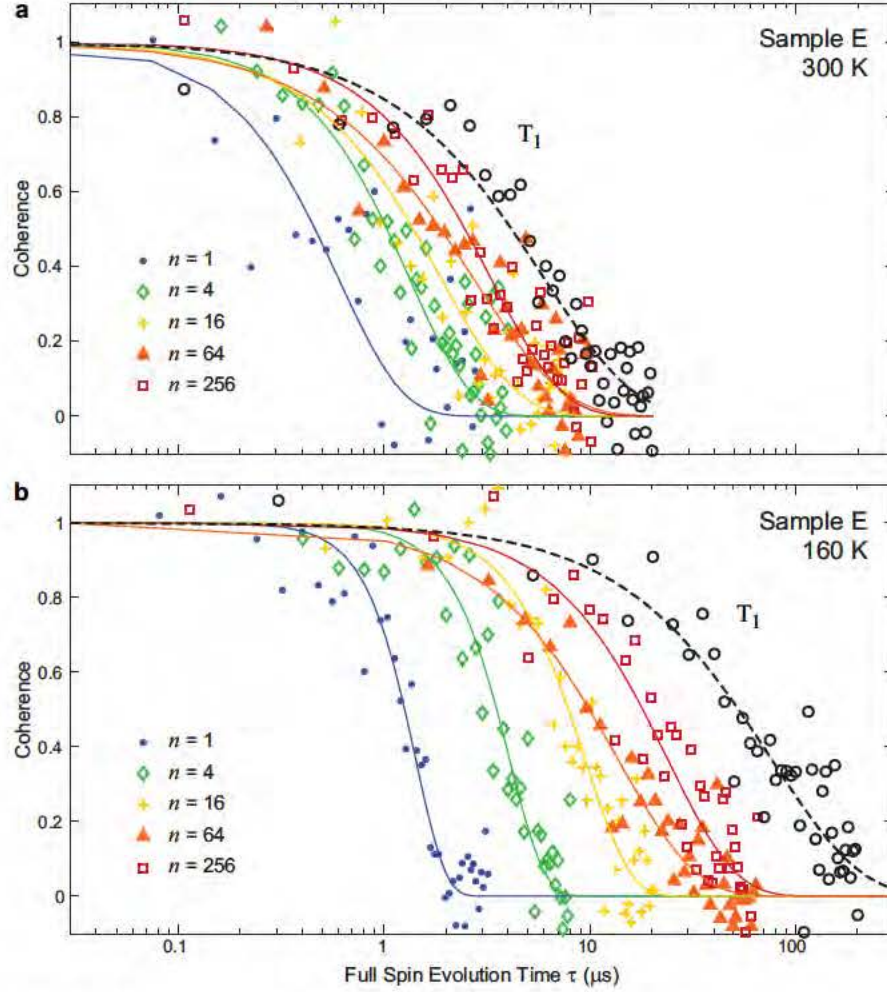 a
Sample E
300 K
T1
Coherence
1
0.8
0.6
0.4
0.2
0
n = 1
n = 4
n = 16
n = 64
n = 256
b
Sample E
160 K
T1
Coherence
1
0.8
0.6
0.4
0.2
0
n = 1
n = 4
n = 16
n = 64
n = 256
0.1
1
10
100
Full Spin Evolution Time τ (μs)